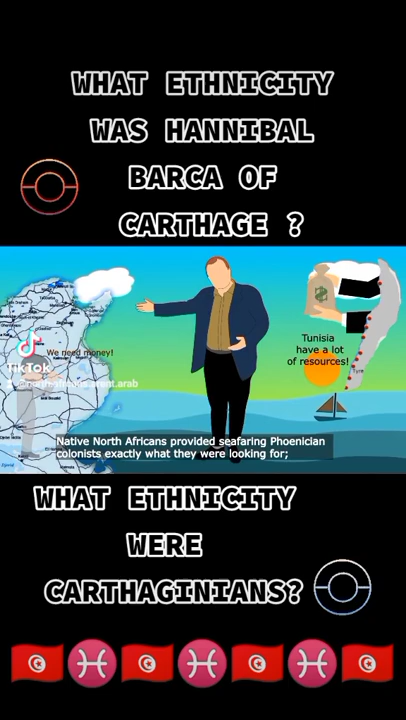 WHAT ETHNICITY
WAS HANNIBAL
BARCA OF
CARTHAGE ?
We need money!
TikTok
Tunisia
have a lot
of resources!
Tyre
Native North Africans provided seafaring Phoenician
colonists exactly what they were looking for;
WHAT ETHNICITY
WERE
CARTHAGINIANS?